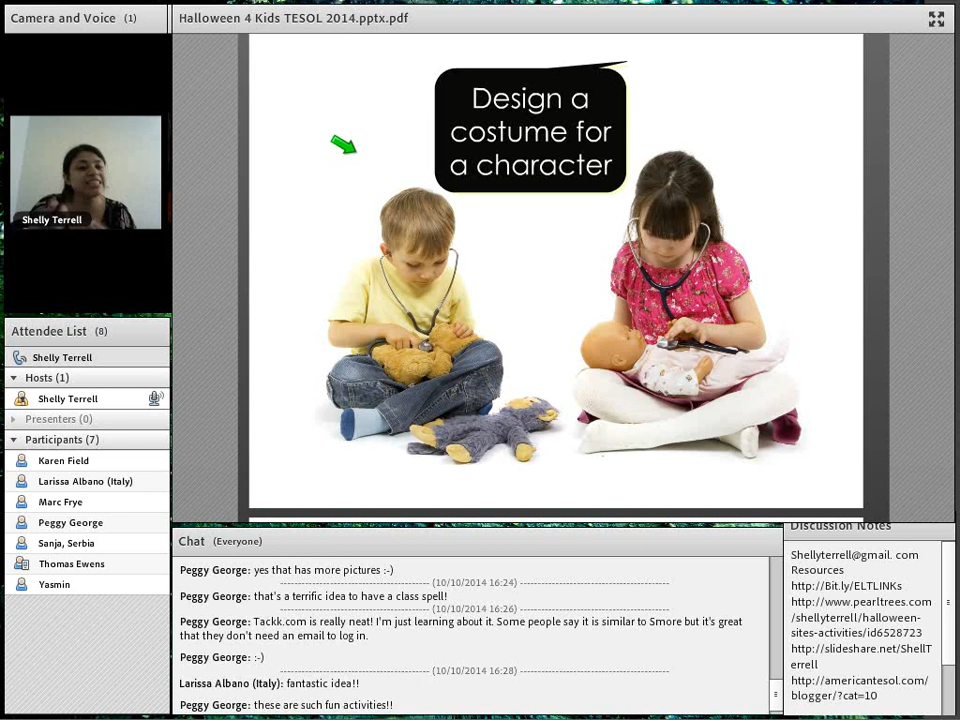 Camera and Voice (1)
Halloween 4 Kids TESOL 2014.pptx.pdf
Design a
costume for
a character
Shelly Terrell
Attendee List (8)
Shelly Terrell
Hosts (1)
Shelly Terrell
Presenters (0)
Participants (7)
Karen Field
Larissa Albano (Italy)
Marc Frye
Peggy George
Sanja, Serbia
Thomas Ewens
Yasmin
Chat (Everyone)
Peggy George: yes that has more pictures :-)
(10/10/2014 16:24)
Peggy George: that's a terrific idea to have a class spell!
(10/10/2014 16:26)
Peggy George: Tackk.com is really neat! I'm just learning about it. Some people say it is similar to Smore but it's great
that they don't need an email to log in.
Peggy George: :-)
(10/10/2014 16:28)
Larissa Albano (Italy): fantastic idea!!
Peggy George: these are such fun activities!!
Discussion Notes
Shellyterrell@gmail. com
Resources
http://Bit.ly/ELTLINKs
http://www.pearltrees.com
/shellyterrell/halloween-
sites-activities/id6528723
http://slideshare.net/ShellT
errell
http://americantesol.com/
blogger/?cat=10